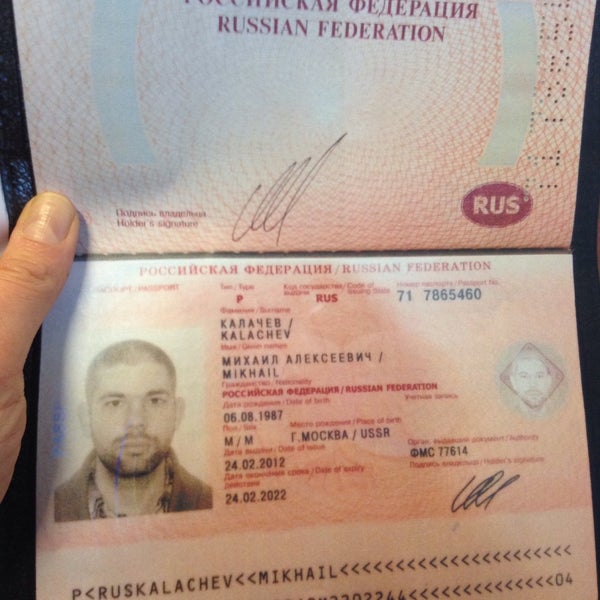 РОССИЙСКАЯ ФЕДЕРАЦИЯ
RUSSIAN FEDERATION
Подпись владельца
Holder's signature
RUS
РОССИЙСКАЯ ФЕДЕРАЦИЯ / RUSSIAN FEDERATION
ПАСПОРТ / PASSPORT
Тип / Type
Код государства / Code of
выдачи issuing State
Номер паспорта / Passport No.
P RUS 71 7865460
Фамилия / Surname
КАЛАЧЕВ /
KALACHEV
Имя / Given names
МИХАИЛ АЛЕКСЕЕВИЧ /
MIKHAIL
Гражданство / Nationality
РОССИЙСКАЯ ФЕДЕРАЦИЯ / RUSSIAN FEDERATION
Дата рождения / Date of birth
Учетная запись
06.08.1987
Пол / Sex
Место рождения / Place of birth
М / M Г.МОСКВА / USSR
Дата выдачи / Date of issue
Орган, выдавший документ / Authority
24.02.2012 ФМС 77614
Дата окончания срока / Date of expiry
действия
Подпись владельца / Holder's signature
24.02.2022
P<RUSKALACHEV<<MIKHAIL<<<<<<<<<<<<<<<<<<<<<